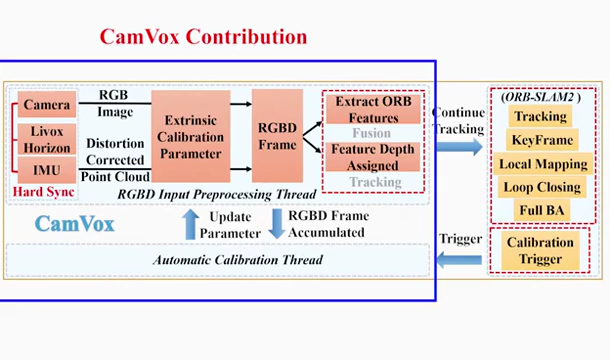 CamVox Contribution
Camera
Livox
Horizon
IMU
Hard Sync
RGB
Image
Distortion
Corrected
Point Cloud
Extrinsic
Calibration
Parameter
RGBD
Frame
Extract ORB
Features
Fusion
Feature Depth
Assigned
Tracking
RGBD Input Preprocessing Thread
CamVox
Update
Parameter
RGBD Frame
Accumulated
Automatic Calibration Thread
Continue
Tracking
Trigger
(ORB-SLAM2 )
Tracking
KeyFrame
Local Mapping
Loop Closing
Full BA
Calibration
Trigger